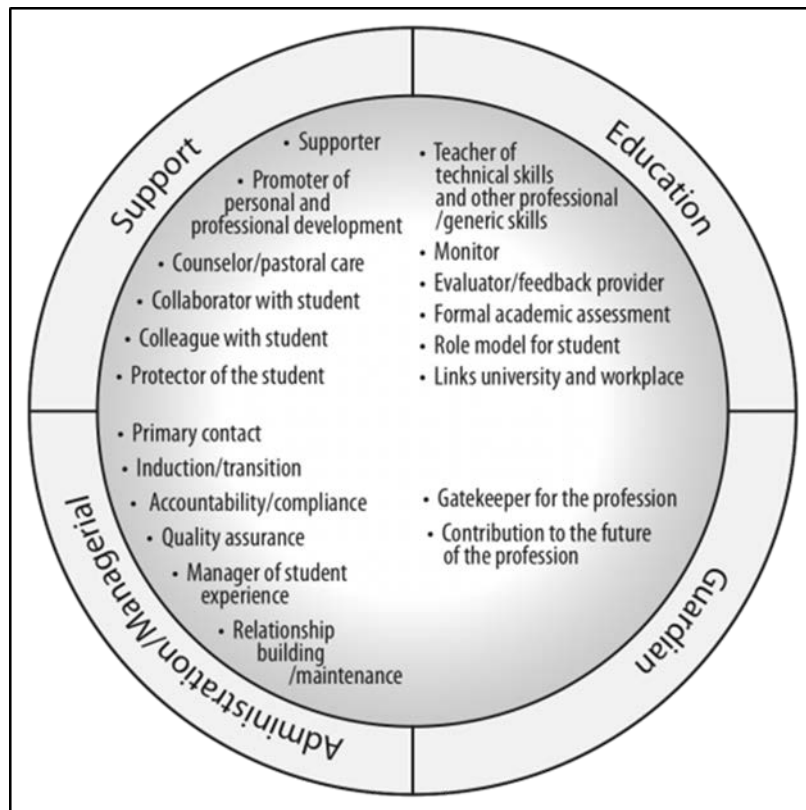 Support
• Supporter
• Promoter of
personal and
professional development
• Counselor/pastoral care
• Collaborator with student
• Colleague with student
• Protector of the student
Education
• Teacher of
technical skills
and other professional
/generic skills
• Monitor
• Evaluator/feedback provider
• Formal academic assessment
• Role model for student
• Links university and workplace
Administration/Managerial
• Primary contact
• Induction/transition
• Accountability/compliance
• Quality assurance
• Manager of student
experience
• Relationship
building
/maintenance
Guardian
• Gatekeeper for the profession
• Contribution to the future
of the profession